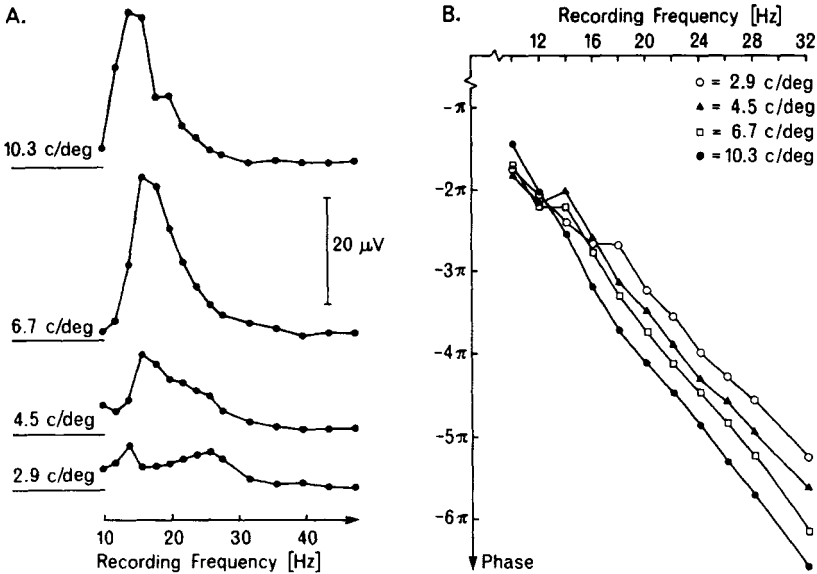 A.
10.3 c/deg
6.7 c/deg
20 μV
4.5 c/deg
2.9 c/deg
10 20 30 40
Recording Frequency [Hz]
B.
Recording Frequency [Hz]
12 16 20 24 28 32
○ = 2.9 c/deg
▲ = 4.5 c/deg
□ = 6.7 c/deg
● = 10.3 c/deg
-π
-2π
-3π
-4π
-5π
-6π
Phase